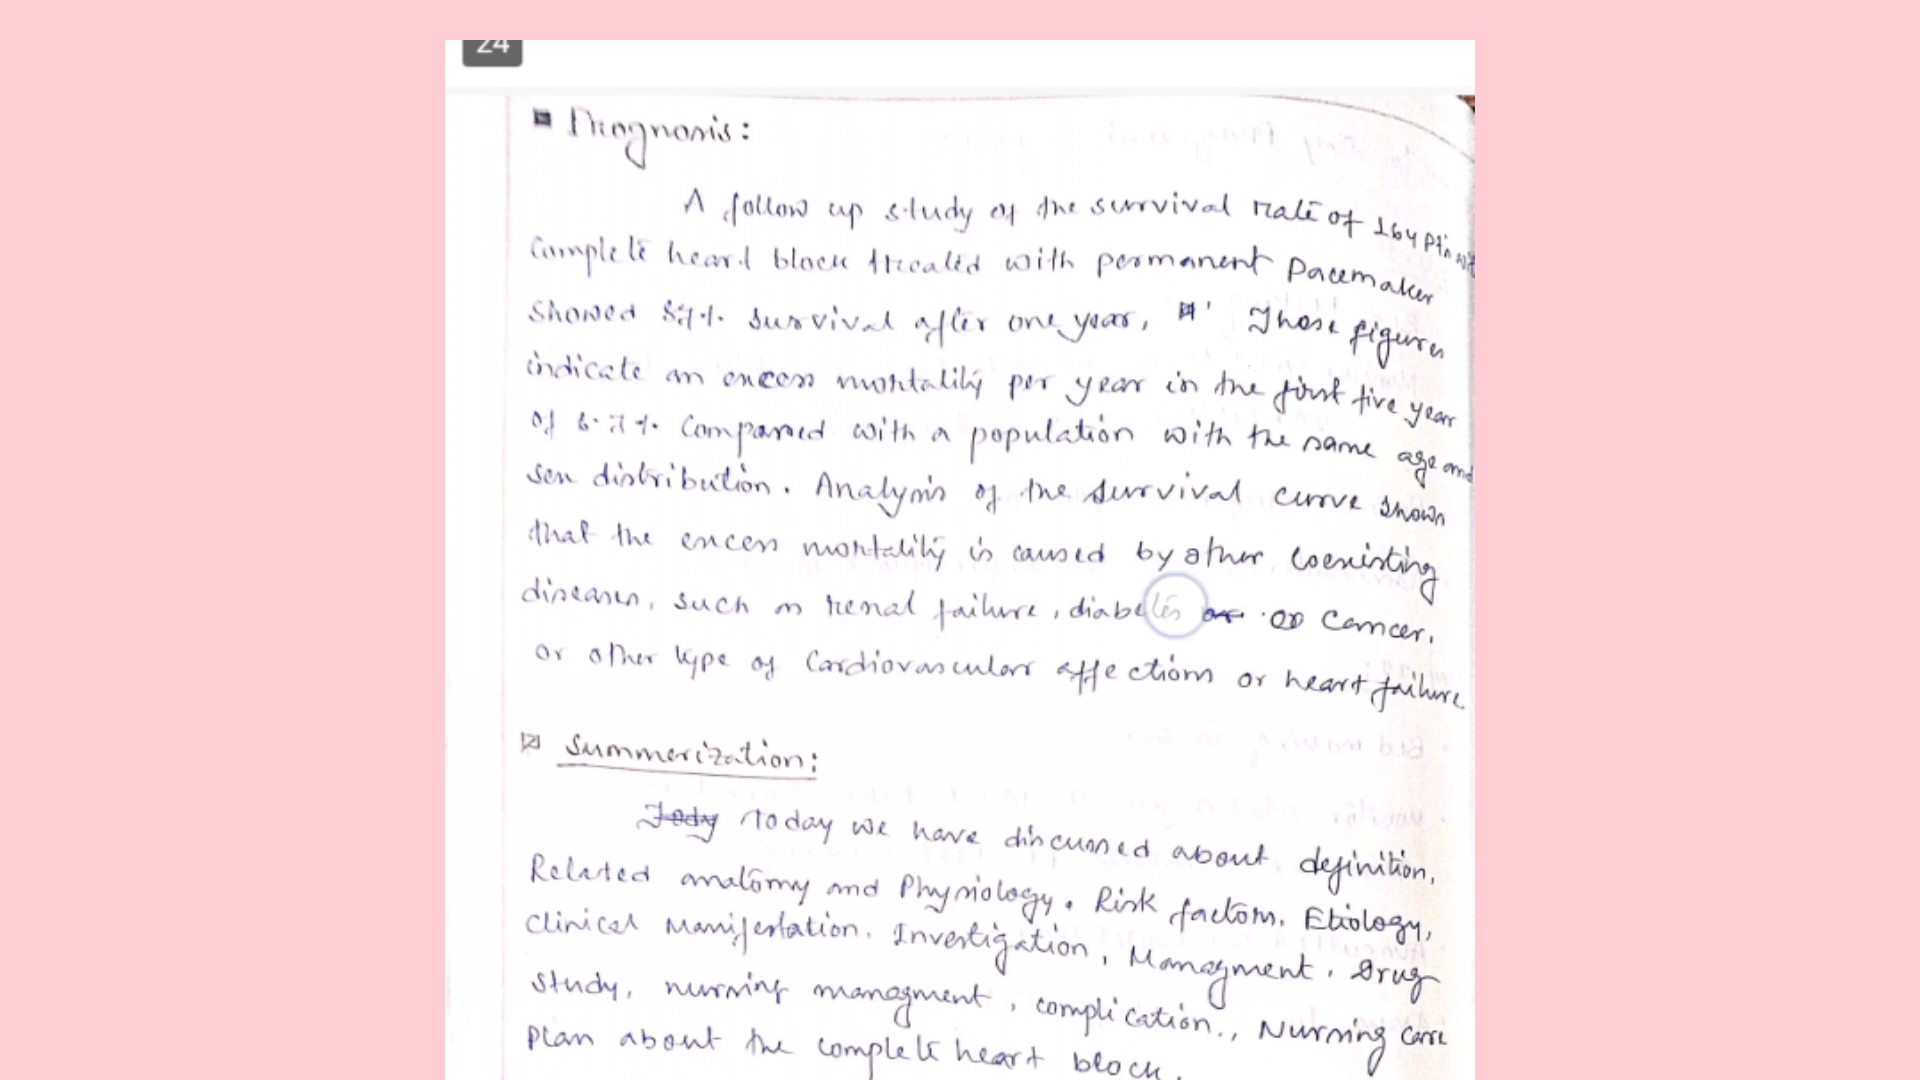 24
Prognosis:
A follow up study of the survival rate of 164 Pt's with
Complete heart block treated with permanent Pacemaker
Showed 87% survival after one year, Those figures
indicate an excess mortality per year in the first five year
of 6.7% Compared with a population with the same age and
sex distribution. Analysis of the survival curve shown
that the excess mortality is caused by other coexisting
diseases, such as renal failure, diabetes or or Cancer.
or other type of Cardiovascular affections or heart failure
Summerization:
Tody Today we have discussed about definition,
Related anatomy and Physiology. Risk factors, Etiology,
Clinical Manifestation, Investigation, Managment, Drug
Study, nursing managment, complication., Nursing Care
Plan about the complete heart block.